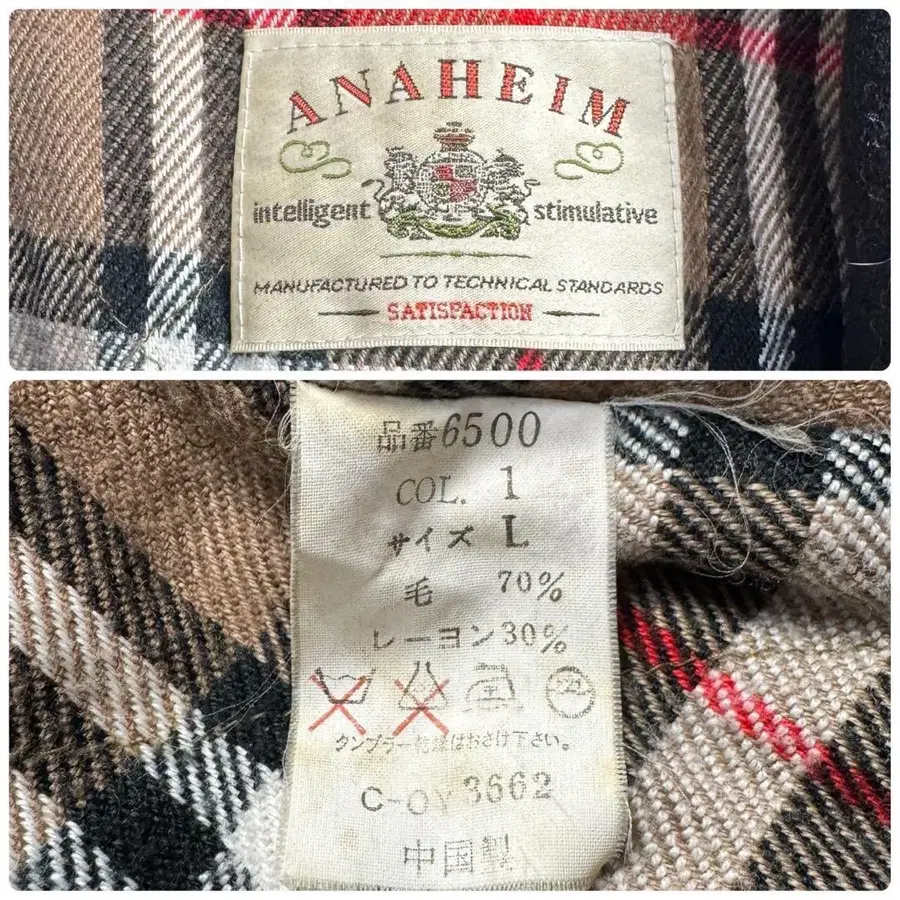 ANAHEIM
intelligent stimulative
MANUFACTURED TO TECHNICAL STANDARDS
SATISFACTION
品番6500
COL. 1
サイズ L
毛 70%
レーヨン30%
タンブラー乾燥はおさけ下さい。
C-OY3662
中国製